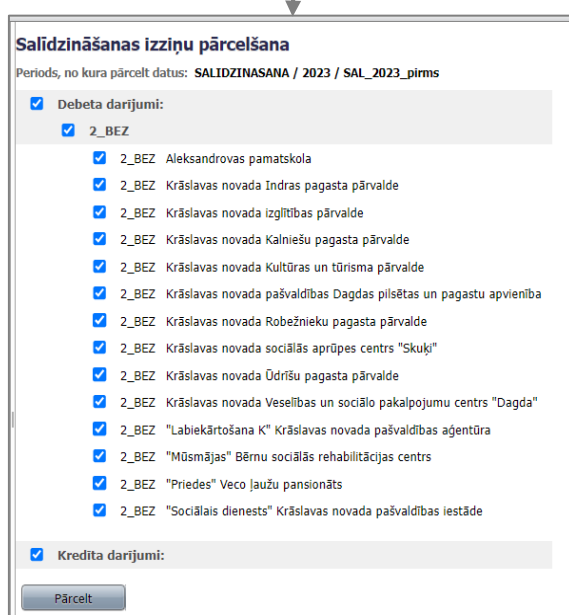 Salīdzināšanas izziņu pārcelšana
Periods, no kura pārcelt datus: SALIDZINASANA / 2023 / SAL_2023_pirms
Debeta darījumi:
2_BEZ
2_BEZ Aleksandrovas pamatskola
2_BEZ Krāslavas novada Indras pagasta pārvalde
2_BEZ Krāslavas novada izglītības pārvalde
2_BEZ Krāslavas novada Kalniešu pagasta pārvalde
2_BEZ Krāslavas novada Kultūras un tūrisma pārvalde
2_BEZ Krāslavas novada pašvaldības Dagdas pilsētas un pagastu apvienība
2_BEZ Krāslavas novada Robežnieku pagasta pārvalde
2_BEZ Krāslavas novada sociālās aprūpes centrs "Skuķi"
2_BEZ Krāslavas novada Ūdrīšu pagasta pārvalde
2_BEZ Krāslavas novada Veselības un sociālo pakalpojumu centrs "Dagda"
2_BEZ "Labiekārtošana K" Krāslavas novada pašvaldības aģentūra
2_BEZ "Mūsmājas" Bērnu sociālās rehabilitācijas centrs
2_BEZ "Priedes" Veco ļaužu pansionāts
2_BEZ "Sociālais dienests" Krāslavas novada pašvaldības iestāde
Kredīta darījumi:
Pārcelt